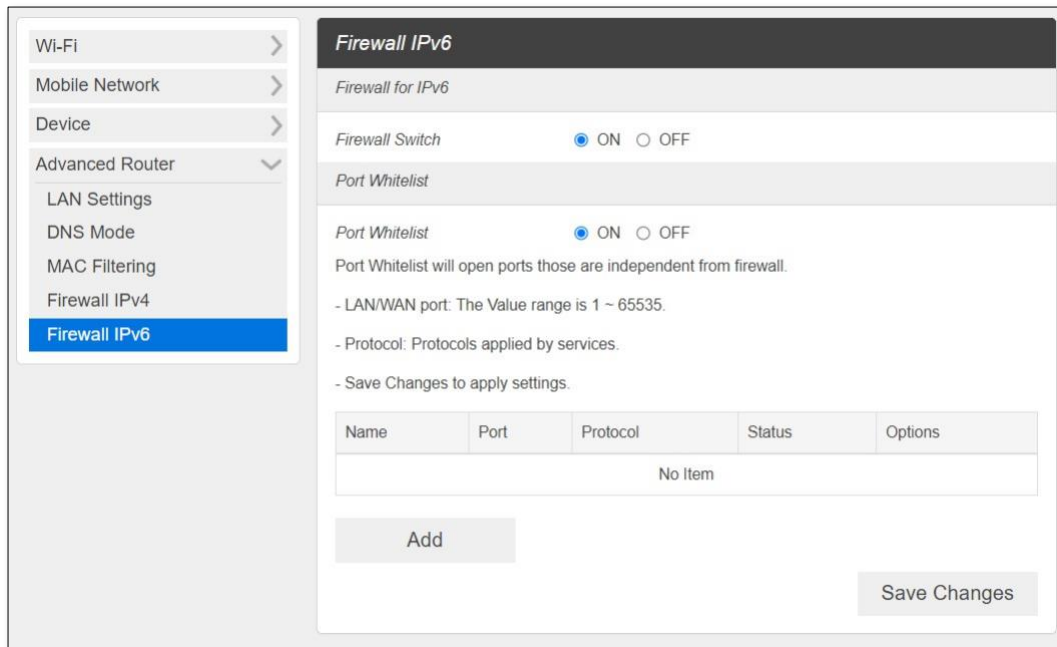 Wi-Fi
Mobile Network
Device
Advanced Router
LAN Settings
DNS Mode
MAC Filtering
Firewall IPv4
Firewall IPv6
Firewall IPv6
Firewall for IPv6
Firewall Switch ON OFF
Port Whitelist
Port Whitelist ON OFF
Port Whitelist will open ports those are independent from firewall.
- LAN/WAN port: The Value range is 1 ~ 65535.
- Protocol: Protocols applied by services.
- Save Changes to apply settings.
Name Port Protocol Status Options
No Item
Add
Save Changes